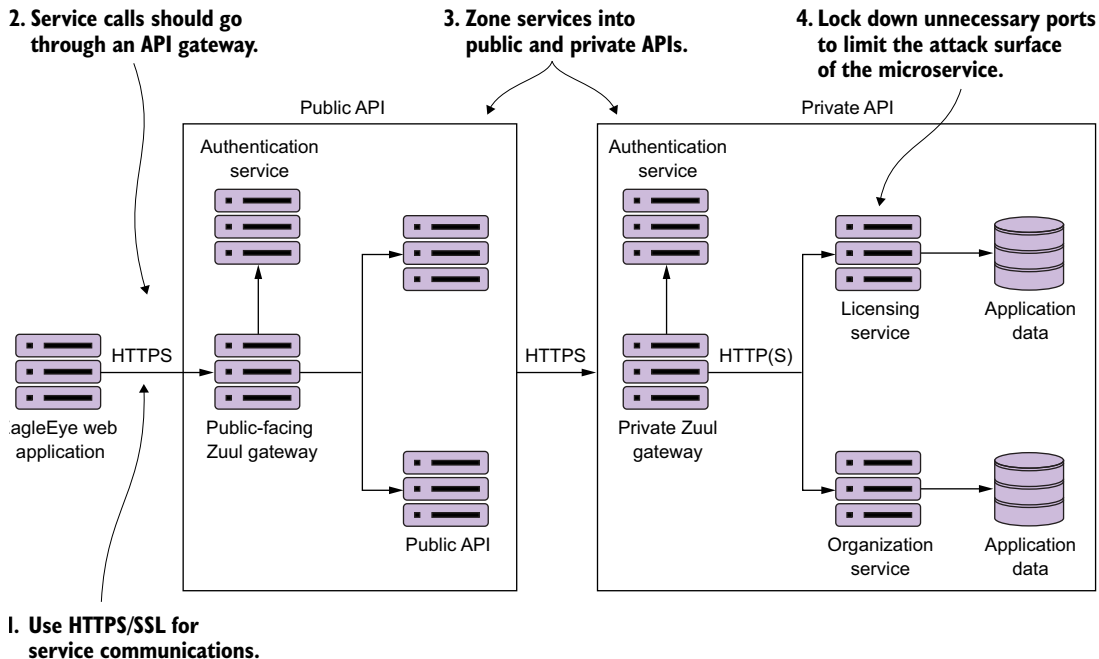 2. Service calls should go
through an API gateway.
3. Zone services into
public and private APIs.
4. Lock down unnecessary ports
to limit the attack surface
of the microservice.
Public API
Private API
Authentication
service
Authentication
service
Licensing
service
Application
data
HTTPS
HTTPS
HTTP(S)
agleEye web
application
Public-facing
Zuul gateway
Private Zuul
gateway
Public API
Organization
service
Application
data
1. Use HTTPS/SSL for
service communications.